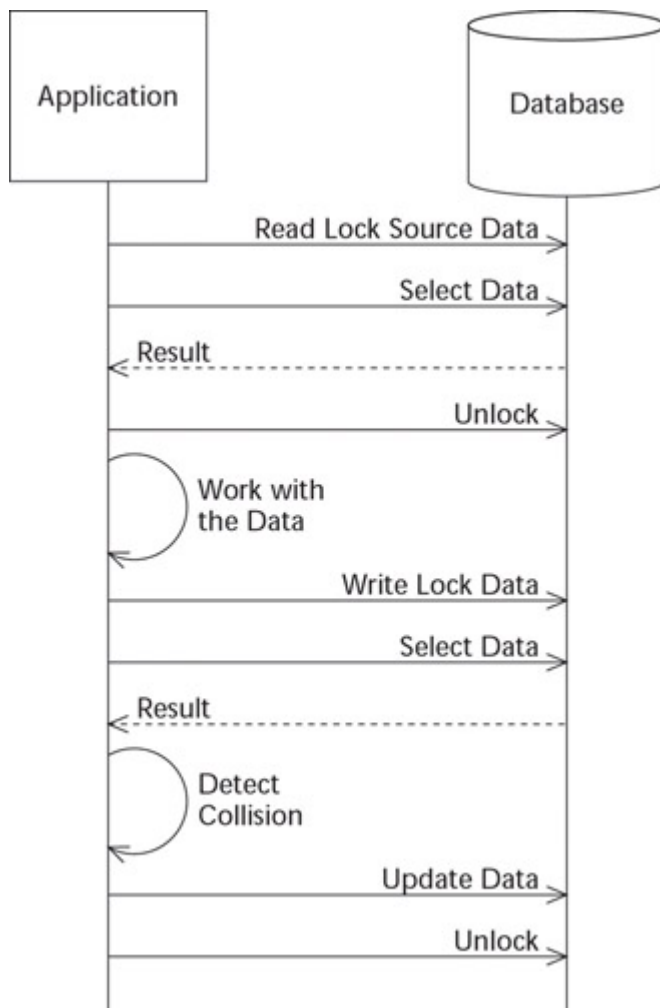 Application
Database
Read Lock Source Data
Select Data
Result
Unlock
Work with
the Data
Write Lock Data
Select Data
Result
Detect
Collision
Update Data
Unlock